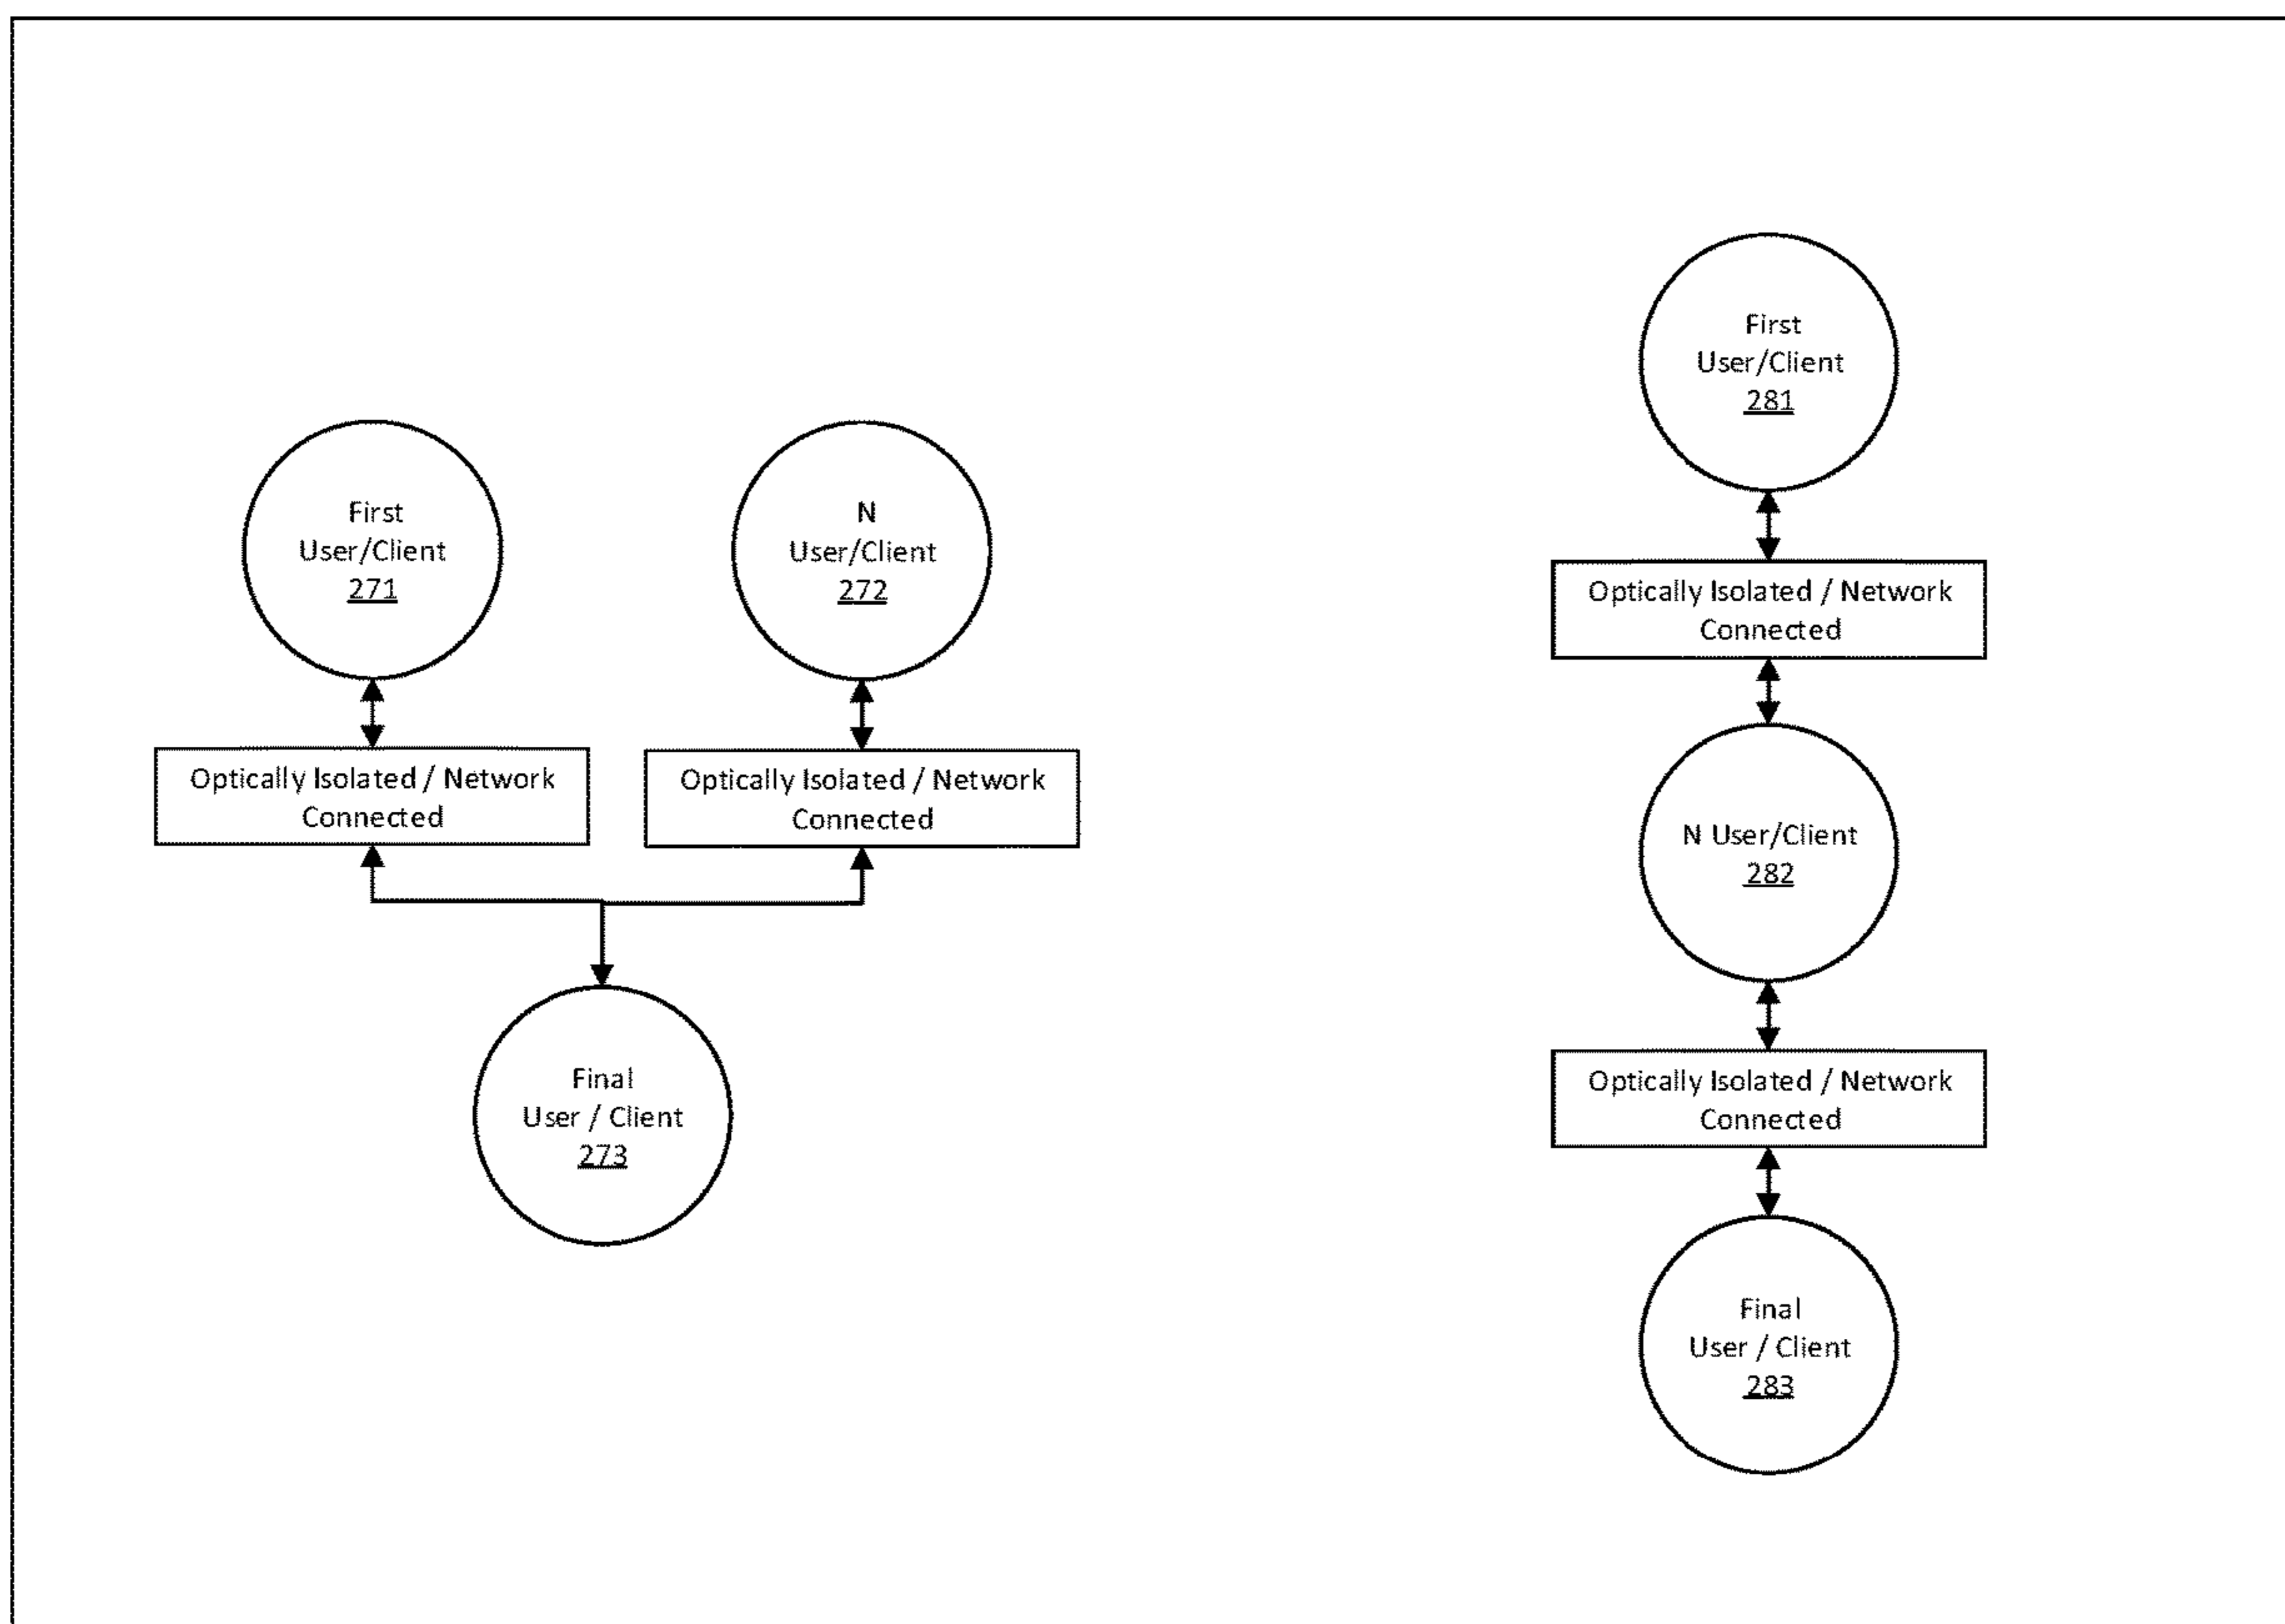 First
User/Client
271
N
User/Client
272
Optically Isolated / Network
Connected
Optically Isolated / Network
Connected
Final
User / Client
273
First
User/Client
281
Optically Isolated / Network
Connected
N User/Client
282
Optically Isolated / Network
Connected
Final
User / Client
283